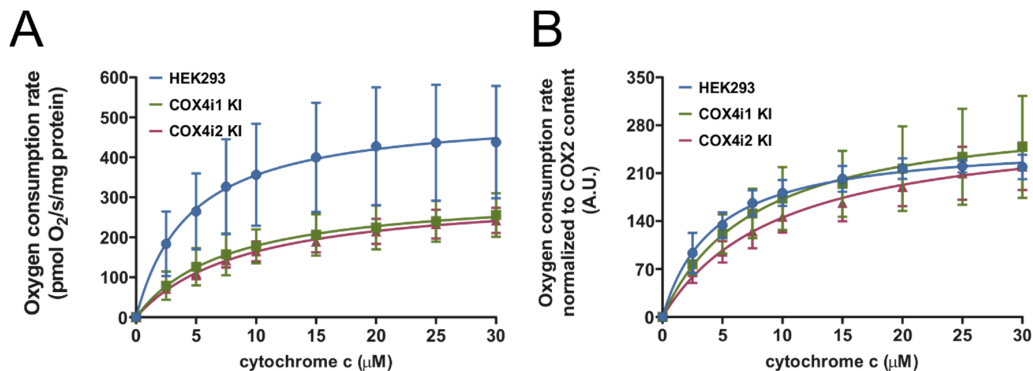 A
Oxygen consumption rate
(pmol O₂/s/mg protein)
600
500
400
300
200
100
0
HEK293
COX4i1 KI
COX4i2 KI
0 5 10 15 20 25 30
cytochrome c (μM)
B
Oxygen consumption rate
normalized to COX2 content
(A.U.)
350
280
210
140
70
0
HEK293
COX4i1 KI
COX4i2 KI
0 5 10 15 20 25 30
cytochrome c (μM)